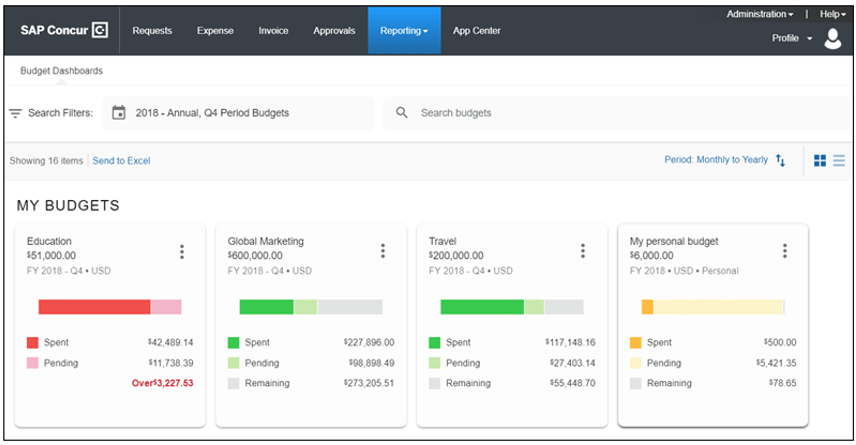 Administration | Help
SAP Concur C Requests Expense Invoice Approvals Reporting App Center
Profile
Budget Dashboards
Search Filters: 2018 - Annual, Q4 Period Budgets Search budgets
Showing 16 items Send to Excel Period: Monthly to Yearly
MY BUDGETS
Education
$51,000.00
FY 2018 - Q4 • USD
Spent $42,489.14
Pending $11,738.39
Over$3,227.53
Global Marketing
$600,000.00
FY 2018 - Q4 • USD
Spent $227,896.00
Pending $98,898.49
Remaining $273,205.51
Travel
$200,000.00
FY 2018 - Q4 • USD
Spent $117,148.16
Pending $27,403.14
Remaining $55,448.70
My personal budget
$6,000.00
FY 2018 • USD • Personal
Spent $500.00
Pending $5,421.35
Remaining $78.65